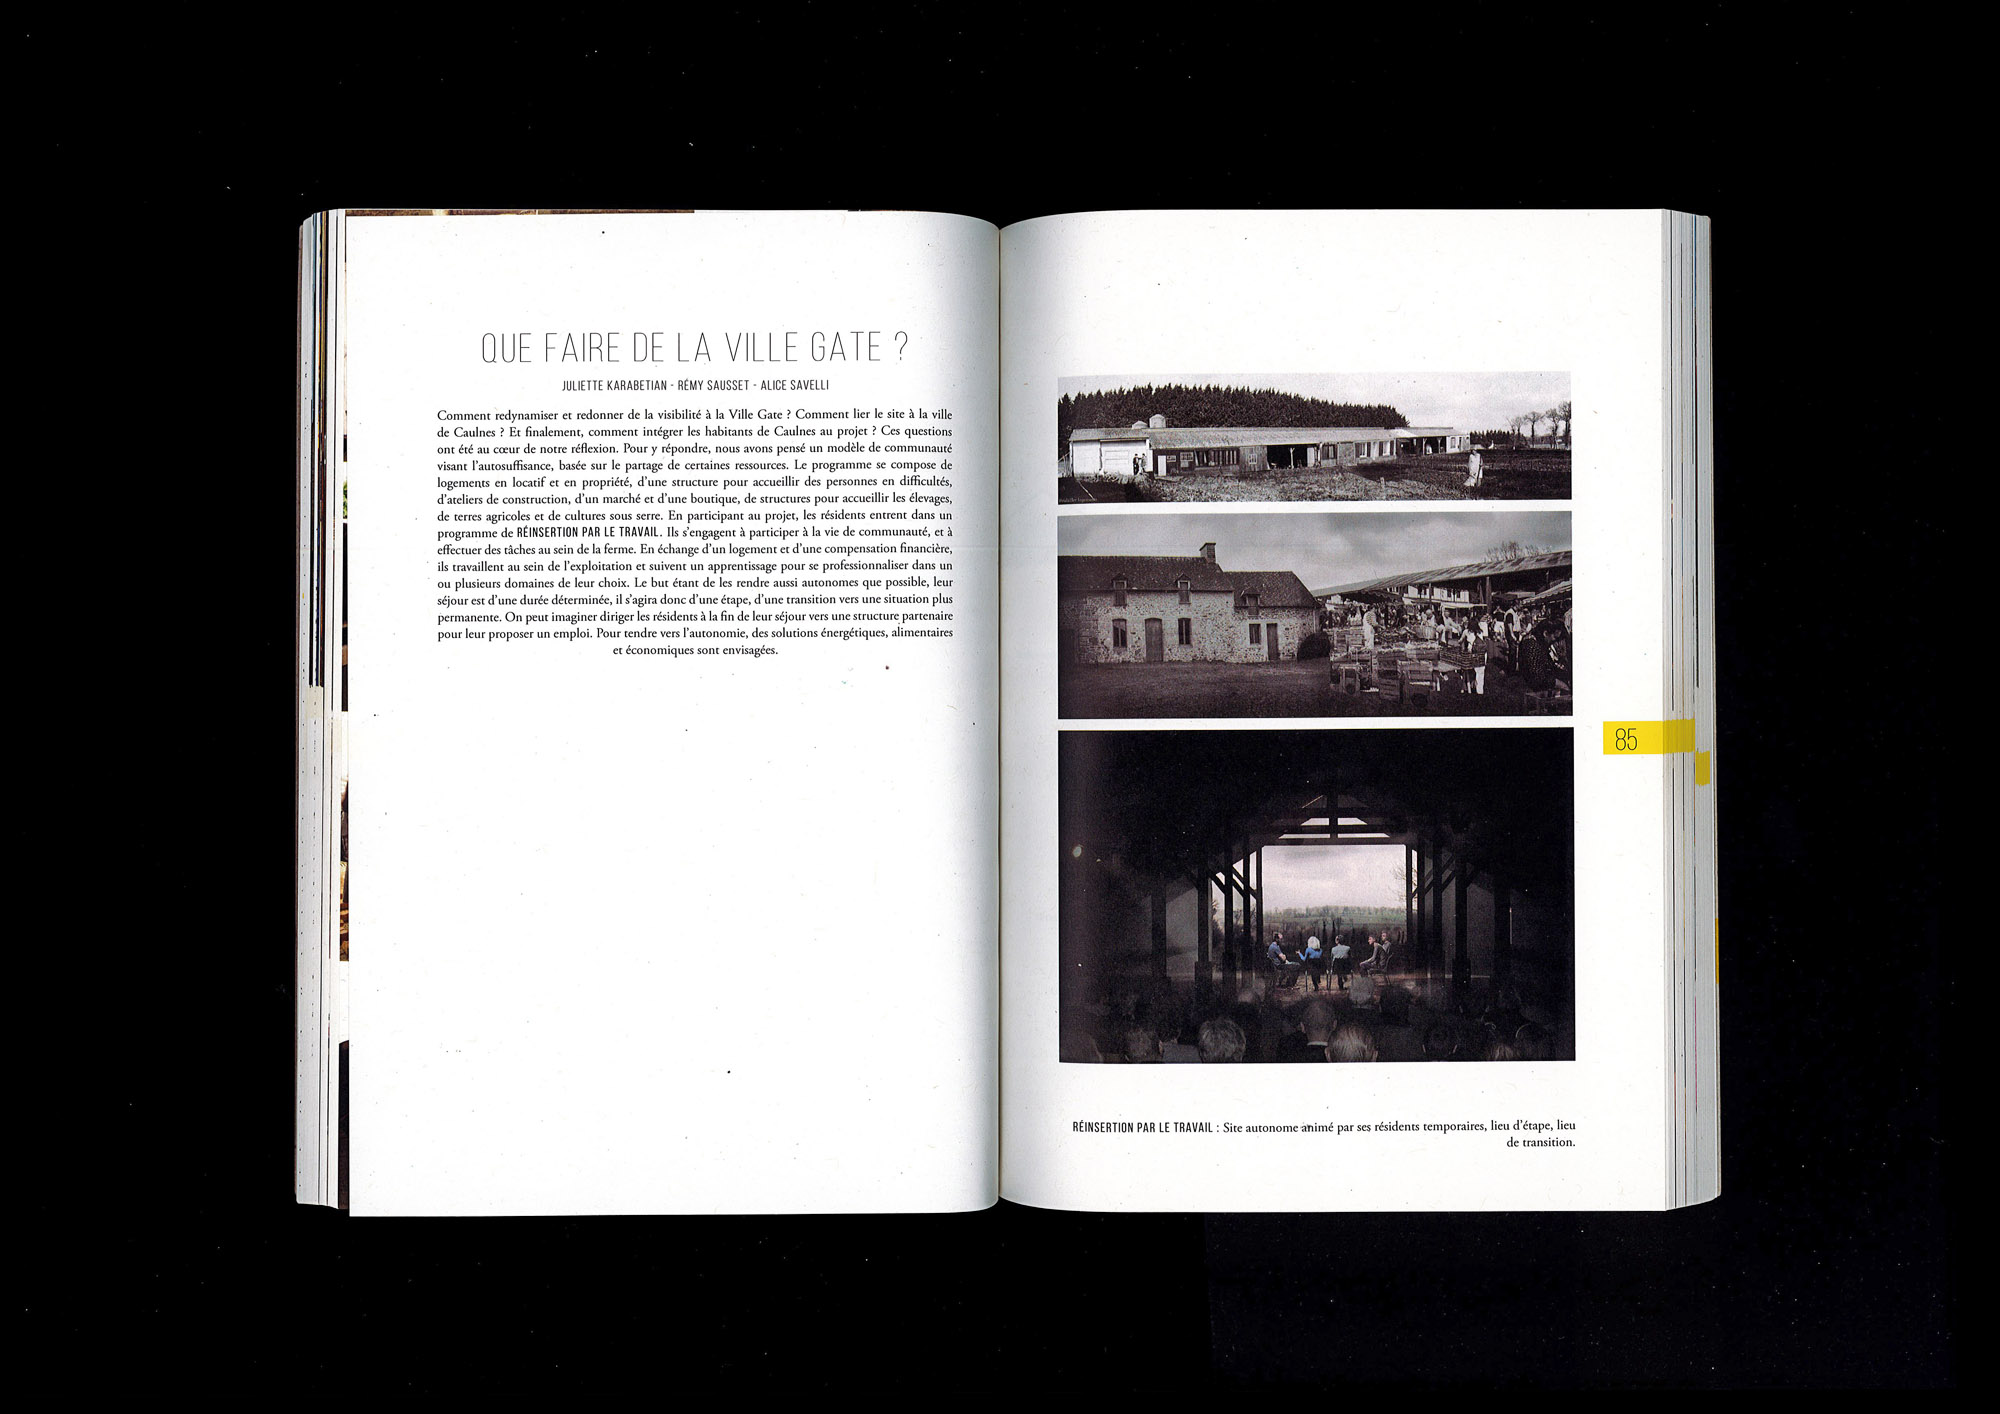 QUE FAIRE DE LA VILLE GATE ?
JULIETTE KARABETIAN - RÉMY SAUSSET - ALICE SAVELLI
Comment redynamiser et redonner de la visibilité à la Ville Gate ? Comment lier le site à la ville
de Caulnes ? Et finalement, comment intégrer les habitants de Caulnes au projet ? Ces questions
ont été au cœur de notre réflexion. Pour y répondre, nous avons pensé un modèle de communauté
visant l'autosuffisance, basée sur le partage de certaines ressources. Le programme se compose de
logements en locatif et en propriété, d'une structure pour accueillir des personnes en difficultés,
d'ateliers de construction, d'un marché et d'une boutique, de structures pour accueillir les élevages,
de terres agricoles et de cultures sous serre. En participant au projet, les résidents entrent dans un
programme de RÉINSERTION PAR LE TRAVAIL. Ils s'engagent à participer à la vie de communauté, et à
effectuer des tâches au sein de la ferme. En échange d'un logement et d'une compensation financière,
ils travaillent au sein de l'exploitation et suivent un apprentissage pour se professionnaliser dans un
ou plusieurs domaines de leur choix. Le but étant de les rendre aussi autonomes que possible, leur
séjour est d'une durée déterminée, il s'agira donc d'une étape, d'une transition vers une situation plus
permanente. On peut imaginer diriger les résidents à la fin de leur séjour vers une structure partenaire
pour leur proposer un emploi. Pour tendre vers l'autonomie, des solutions énergétiques, alimentaires
et économiques sont envisagées.
85
RÉINSERTION PAR LE TRAVAIL : Site autonome animé par ses résidents temporaires, lieu d'étape, lieu
de transition.